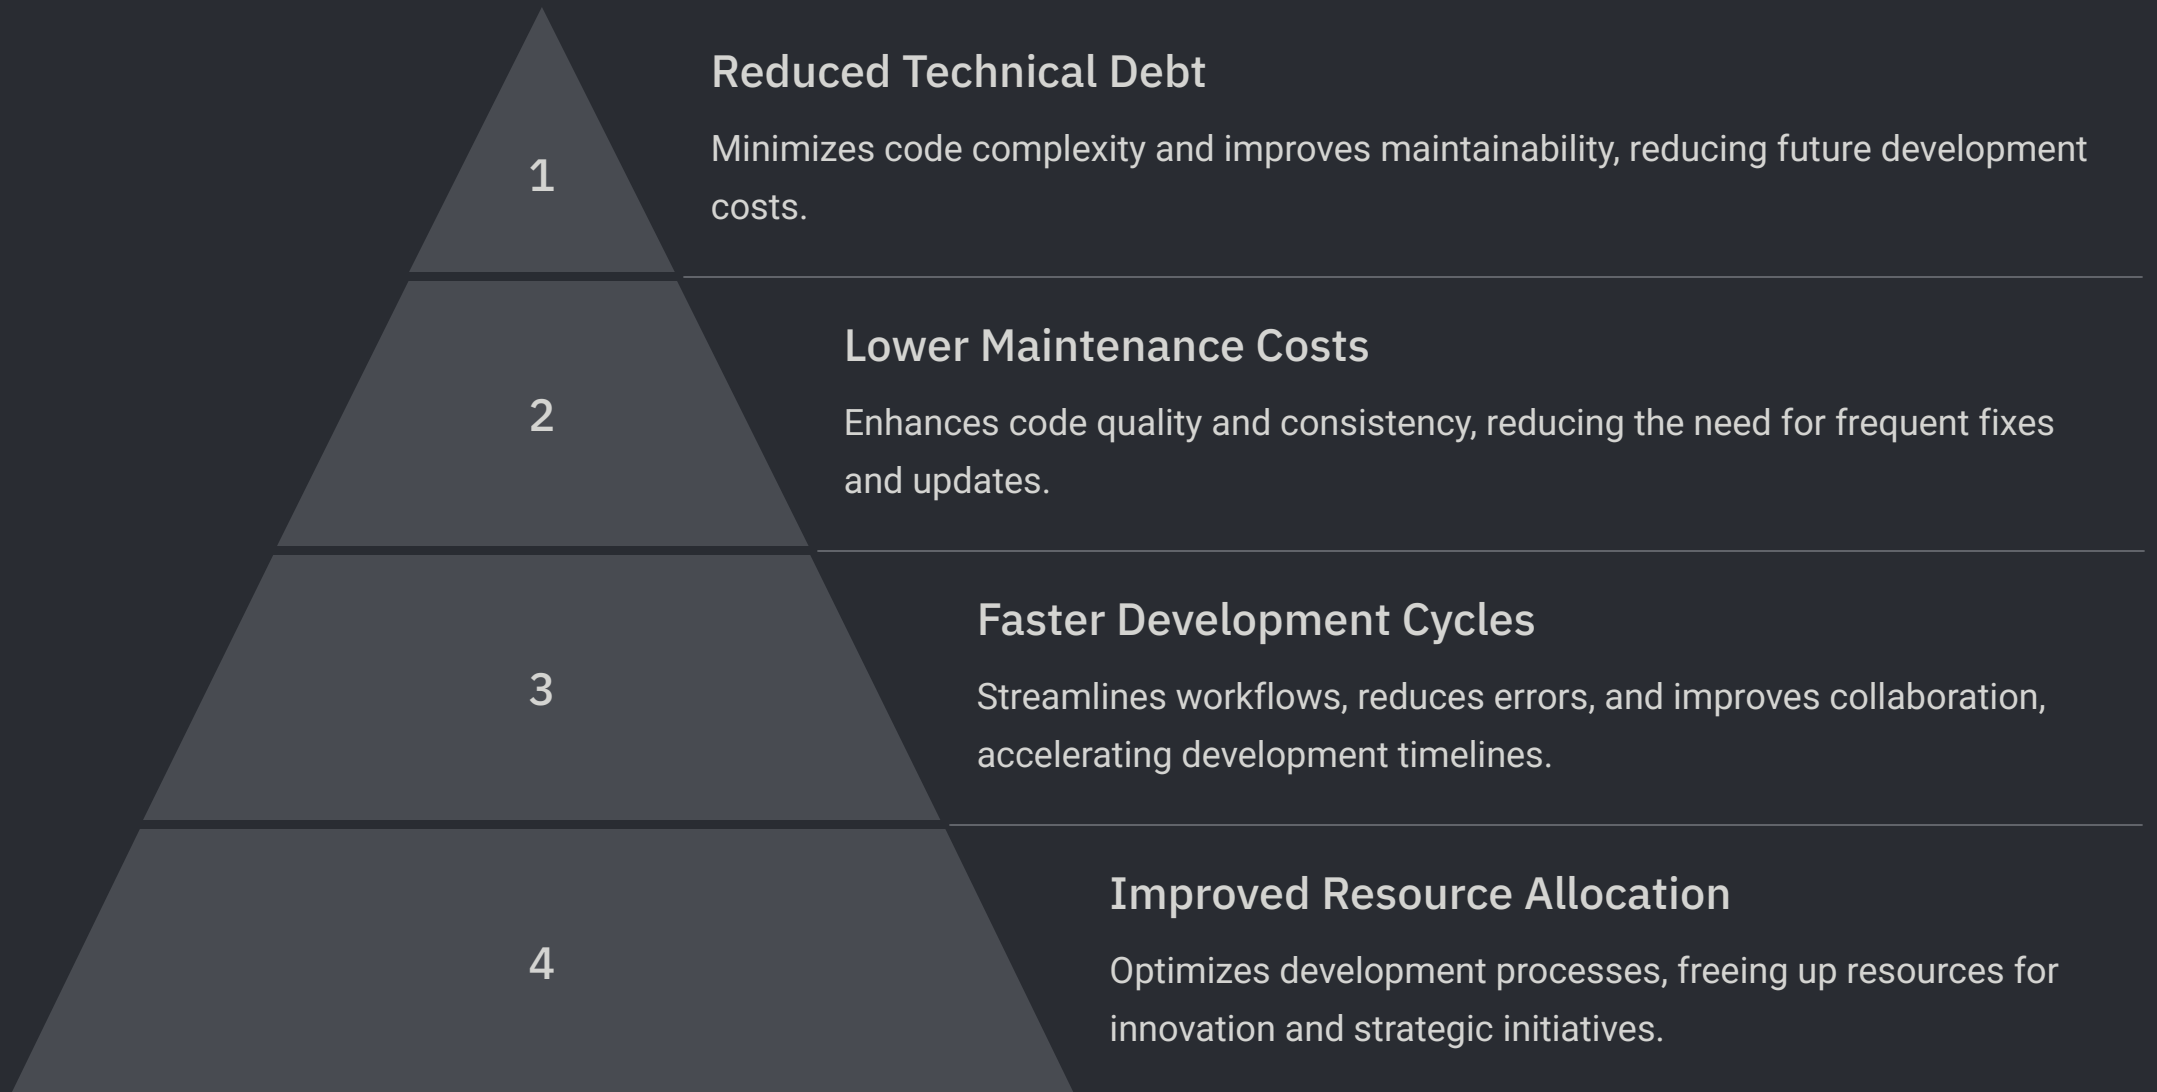 Reduced Technical Debt
Minimizes code complexity and improves maintainability, reducing future development
costs.
1
Lower Maintenance Costs
Enhances code quality and consistency, reducing the need for frequent fixes
and updates.
2
Faster Development Cycles
Streamlines workflows, reduces errors, and improves collaboration,
accelerating development timelines.
3
Improved Resource Allocation
Optimizes development processes, freeing up resources for
innovation and strategic initiatives.
4